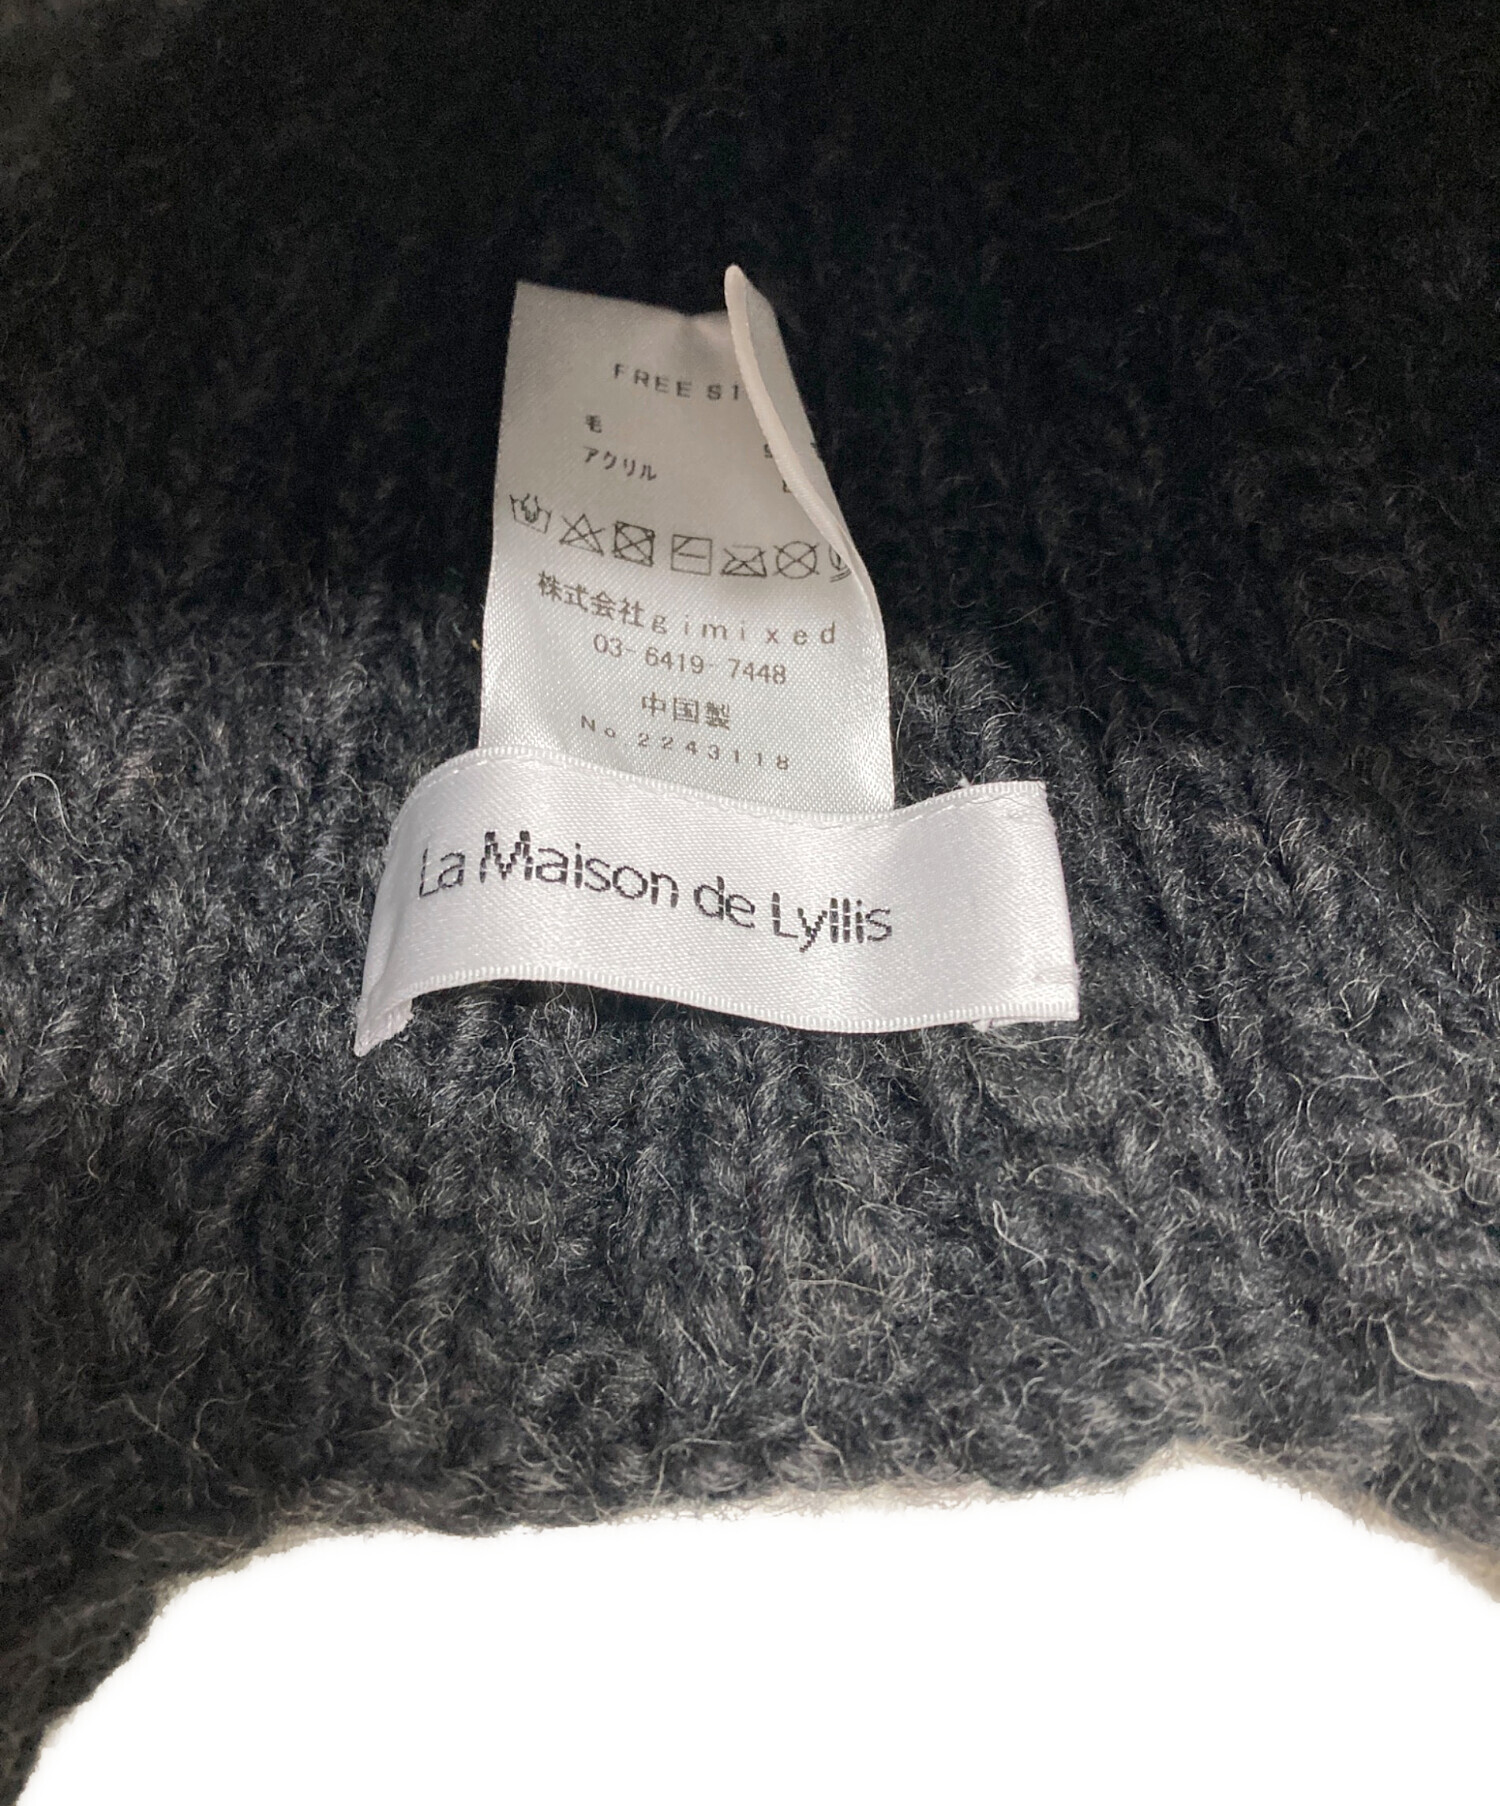 FREE
毛
アクリル
株式会社gimixed
03-6419-7448
中国製
No.2243118
La Maison de Lyllis